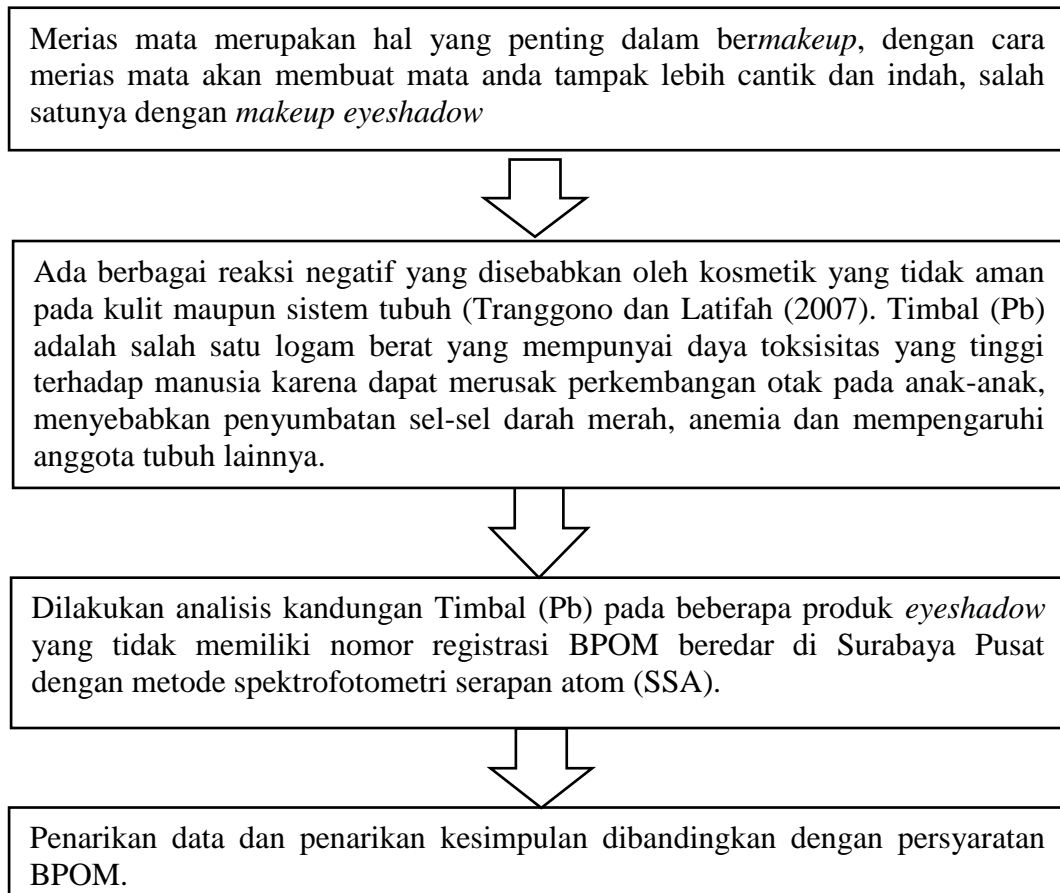 Merias mata merupakan hal yang penting dalam bermakeup, dengan cara
merias mata akan membuat mata anda tampak lebih cantik dan indah, salah
satunya dengan makeup eyeshadow
Ada berbagai reaksi negatif yang disebabkan oleh kosmetik yang tidak aman
pada kulit maupun sistem tubuh (Tranggono dan Latifah (2007). Timbal (Pb)
adalah salah satu logam berat yang mempunyai daya toksisitas yang tinggi
terhadap manusia karena dapat merusak perkembangan otak pada anak-anak,
menyebabkan penyumbatan sel-sel darah merah, anemia dan mempengaruhi
anggota tubuh lainnya.
Dilakukan analisis kandungan Timbal (Pb) pada beberapa produk eyeshadow
yang tidak memiliki nomor registrasi BPOM beredar di Surabaya Pusat
dengan metode spektrofotometri serapan atom (SSA).
Penarikan data dan penarikan kesimpulan dibandingkan dengan persyaratan
BPOM.